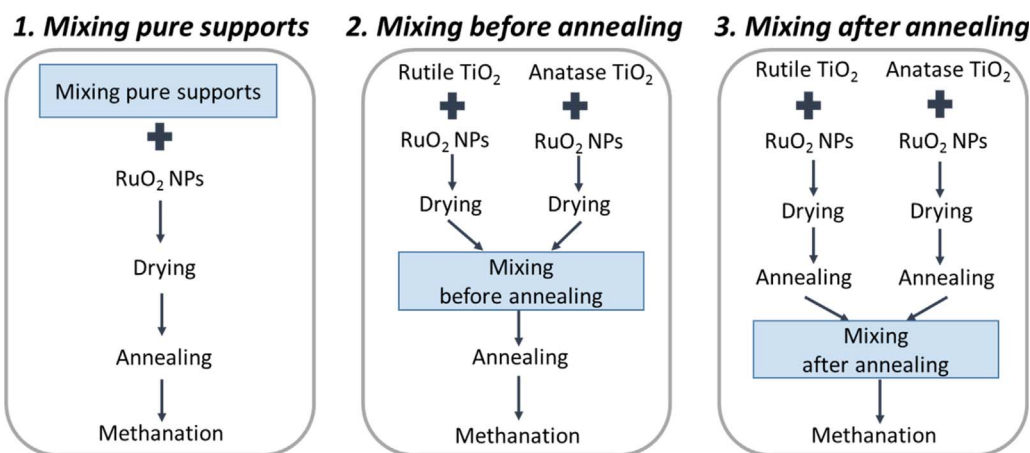 1. Mixing pure supports
Mixing pure supports
RuO₂ NPs
Drying
Annealing
Methanation
2. Mixing before annealing
Rutile TiO₂ Anatase TiO₂
RuO₂ NPs RuO₂ NPs
Drying Drying
Mixing
before annealing
Annealing
Methanation
3. Mixing after annealing
Rutile TiO₂ Anatase TiO₂
RuO₂ NPs RuO₂ NPs
Drying Drying
Annealing Annealing
Mixing
after annealing
Methanation